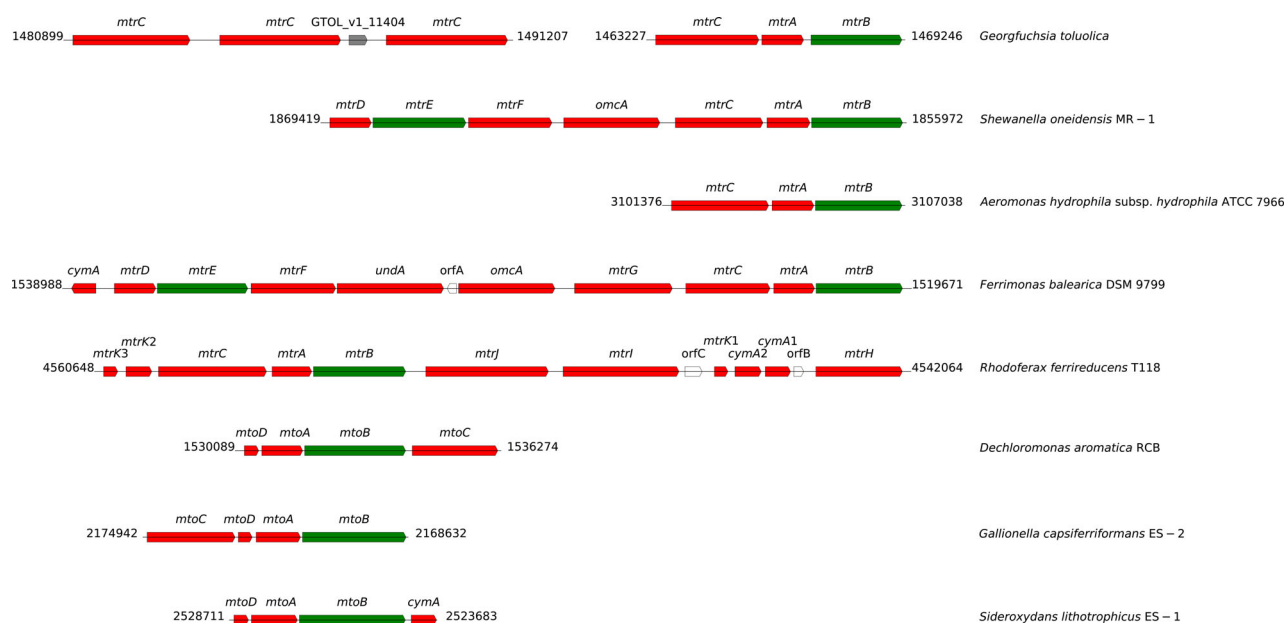 mtrC mtrC GTOL_v1_11404 mtrC mtrC mtrA mtrB
1480899 1491207 1463227 1469246 Georgfuchsia toluolica
mtrD mtrE mtrF omcA mtrC mtrA mtrB
1869419 1855972 Shewanella oneidensis MR − 1
mtrC mtrA mtrB
3101376 3107038 Aeromonas hydrophila subsp. hydrophila ATCC 7966
cymA mtrD mtrE mtrF undA orfA omcA mtrG mtrC mtrA mtrB
1538988 1519671 Ferrimonas balearica DSM 9799
mtrK2 mtrK1 cymA1
mtrK3 mtrC mtrA mtrB mtrJ mtrI orfC cymA2 orfB mtrH
4560648 4542064 Rhodoferax ferrireducens T118
mtoD mtoA mtoB mtoC
1530089 1536274 Dechloromonas aromatica RCB
mtoC mtoD mtoA mtoB
2174942 2168632 Gallionella capsiferriformans ES − 2
mtoD mtoA mtoB cymA
2528711 2523683 Sideroxydans lithotrophicus ES − 1